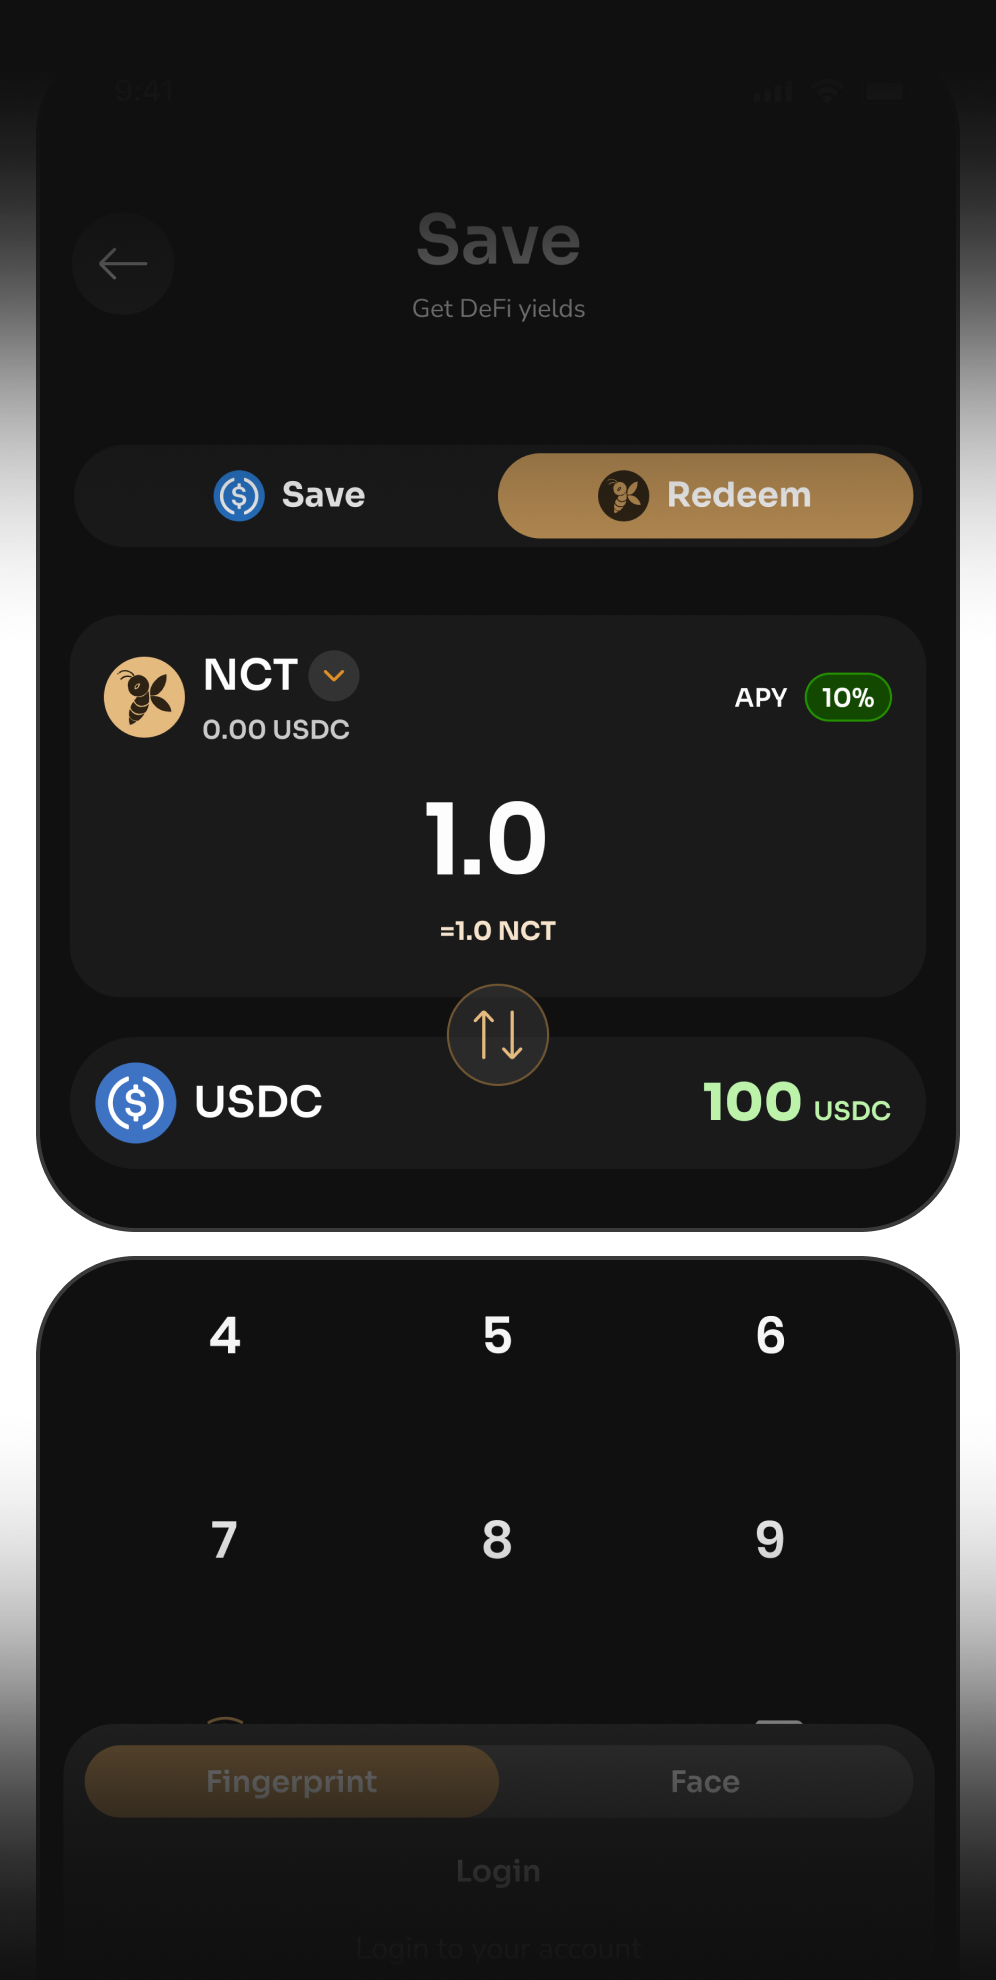 9:41
Save
Get DeFi yields
Save Redeem
NCT
0.00 USDC
APY 10%
1.0
=1.0 NCT
USDC 100 USDC
4 5 6
7 8 9
Fingerprint Face
Login
Login to your account